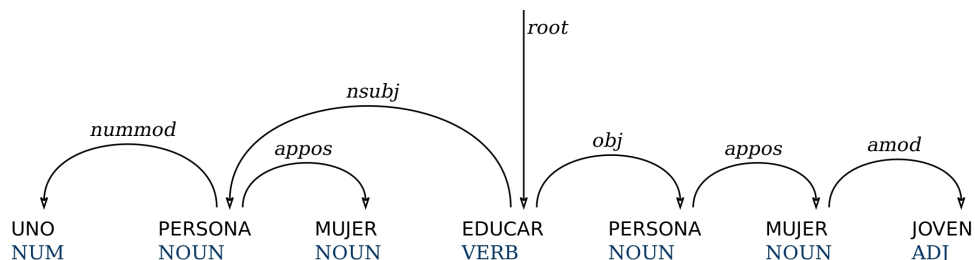 root
nsubj
nummod appos obj appos amod
UNO PERSONA MUJER EDUCAR PERSONA MUJER JOVEN
NUM NOUN NOUN VERB NOUN NOUN ADJ